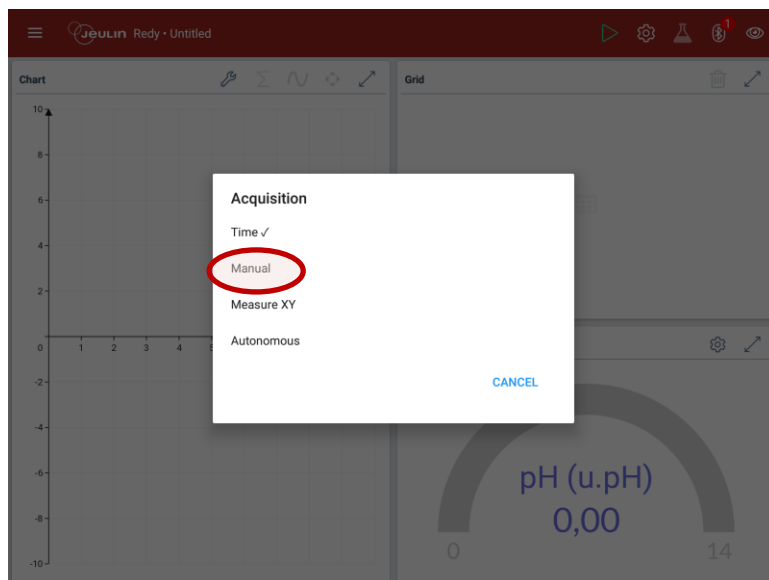 Jeulin Redy • Untitled
1
Chart
Grid
10
8
6
4
2
0
1
2
3
4
5
-2
-4
-6
-8
-10
Acquisition
Time ✓
Manual
Measure XY
Autonomous
CANCEL
pH (u.pH)
0,00
0
14